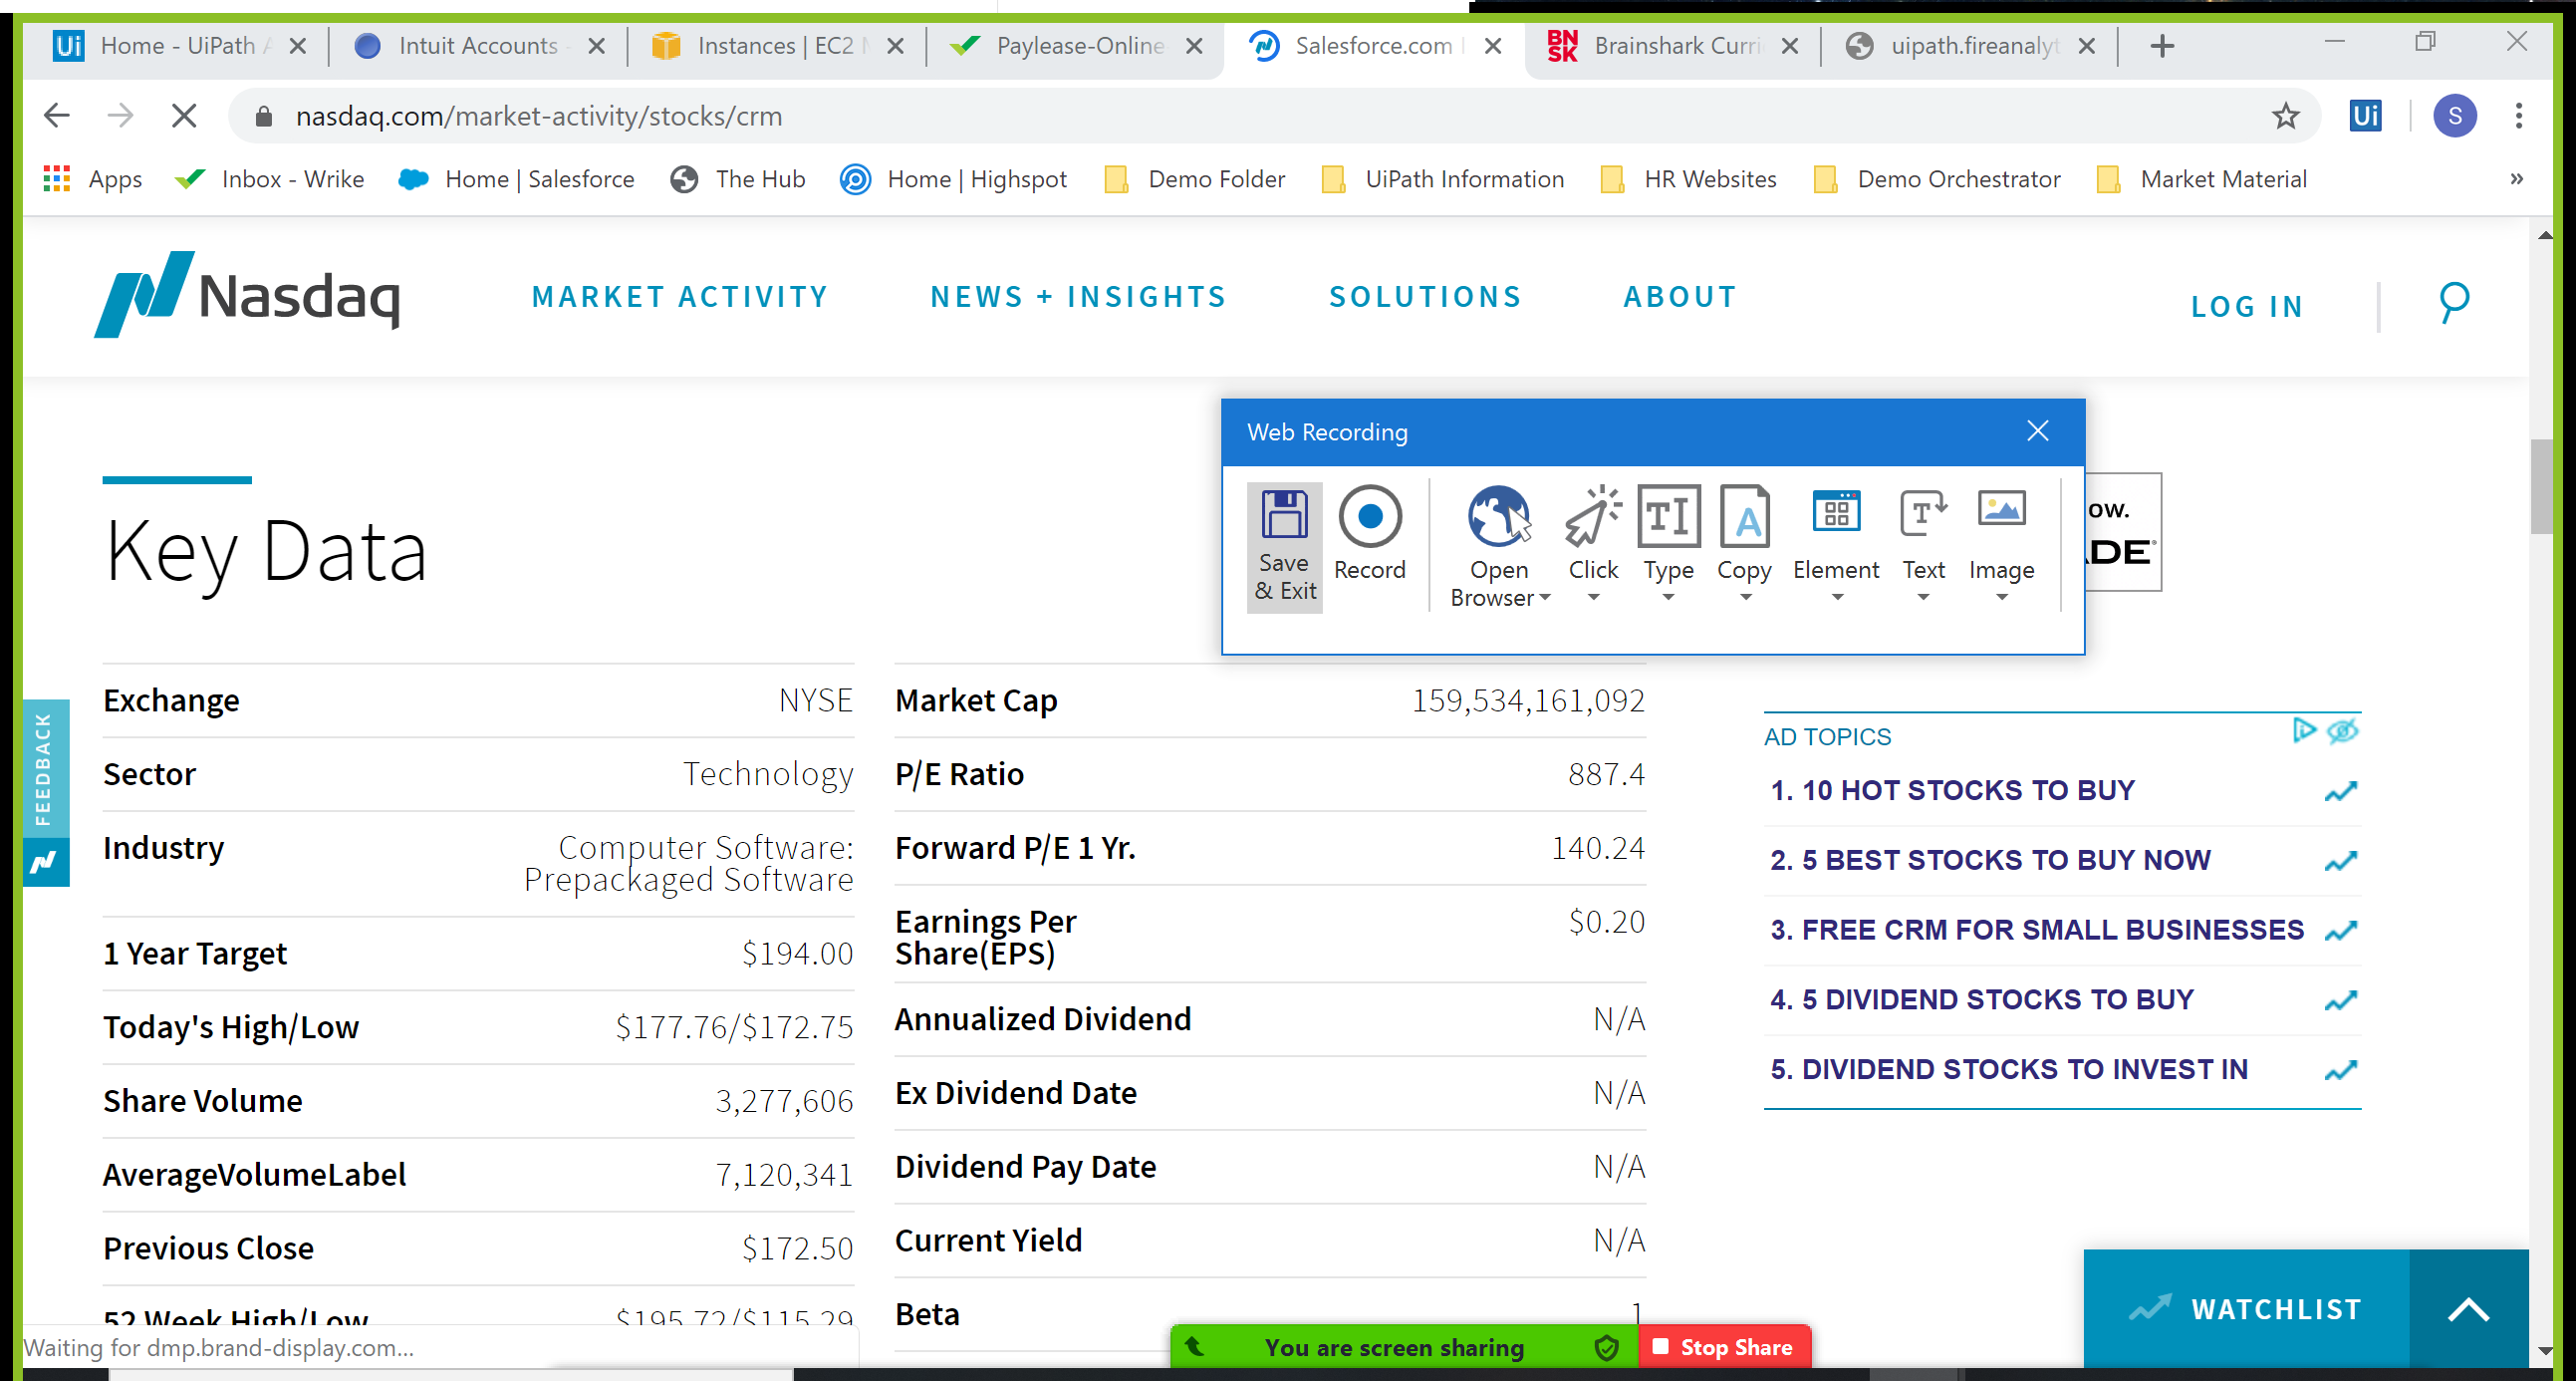 Home - UiPath A
Intuit Accounts -
Instances | EC2 M
Paylease-Online
Salesforce.com
BN
SK
Brainshark Curri
uipath.fireanalyt
nasdaq.com/market-activity/stocks/crm
Ui
S
Apps
Inbox - Wrike
Home | Salesforce
The Hub
Home | Highspot
Demo Folder
UiPath Information
HR Websites
Demo Orchestrator
Market Material
»
Nasdaq
MARKET ACTIVITY
NEWS + INSIGHTS
SOLUTIONS
ABOUT
LOG IN
Web Recording
Save
& Exit
Record
Open
Browser
Click
Type
Copy
Element
Text
Image
ow.
ADE
Key Data
FEEDBACK
Exchange NYSE
Sector Technology
Industry Computer Software:
Prepackaged Software
1 Year Target $194.00
Today's High/Low $177.76/$172.75
Share Volume 3,277,606
AverageVolumeLabel 7,120,341
Previous Close $172.50
52 Week High/Low $195.72/$115.29
Market Cap 159,534,161,092
P/E Ratio 887.4
Forward P/E 1 Yr. 140.24
Earnings Per $0.20
Share(EPS)
Annualized Dividend N/A
Ex Dividend Date N/A
Dividend Pay Date N/A
Current Yield N/A
Beta 1
AD TOPICS
1. 10 HOT STOCKS TO BUY
2. 5 BEST STOCKS TO BUY NOW
3. FREE CRM FOR SMALL BUSINESSES
4. 5 DIVIDEND STOCKS TO BUY
5. DIVIDEND STOCKS TO INVEST IN
WATCHLIST
Waiting for dmp.brand-display.com...
You are screen sharing
Stop Share